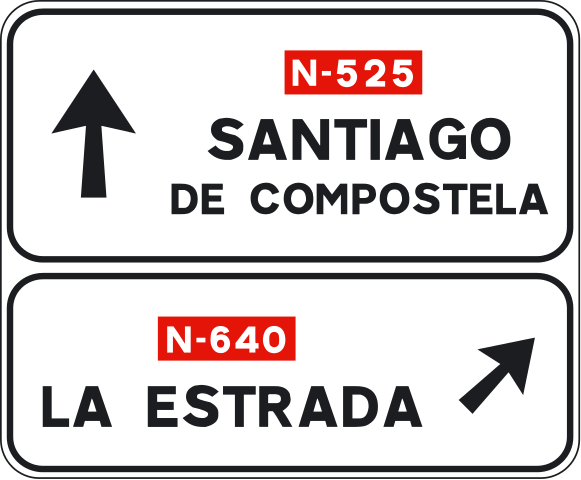 N-525
SANTIAGO
DE COMPOSTELA
N-640
LA ESTRADA